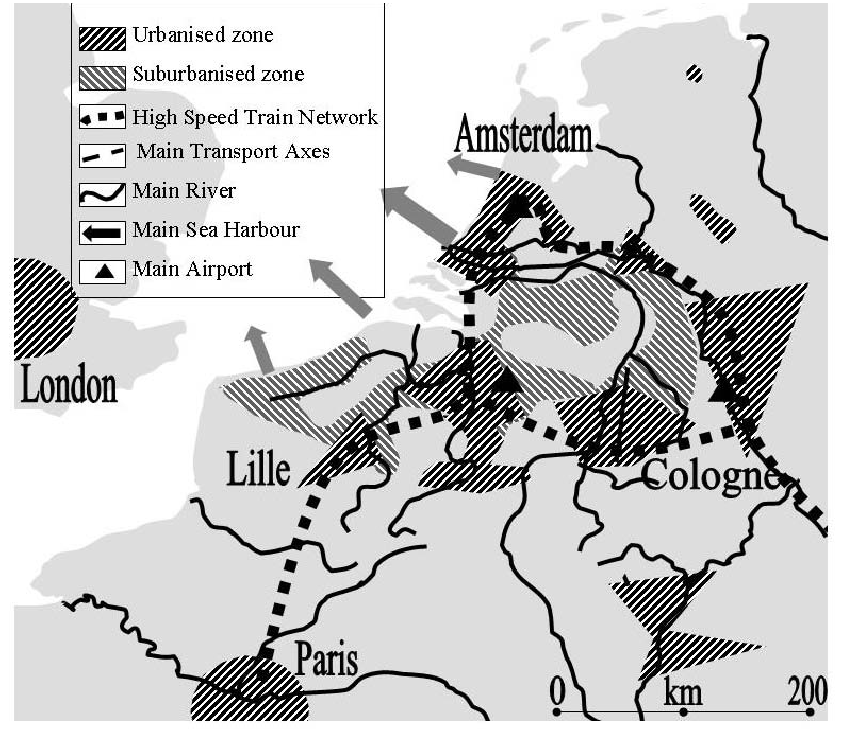 Urbanised zone
Suburbanised zone
High Speed Train Network
Main Transport Axes
Main River
Main Sea Harbour
Main Airport
Amsterdam
London
Lille
Cologne
Paris
0 km 200